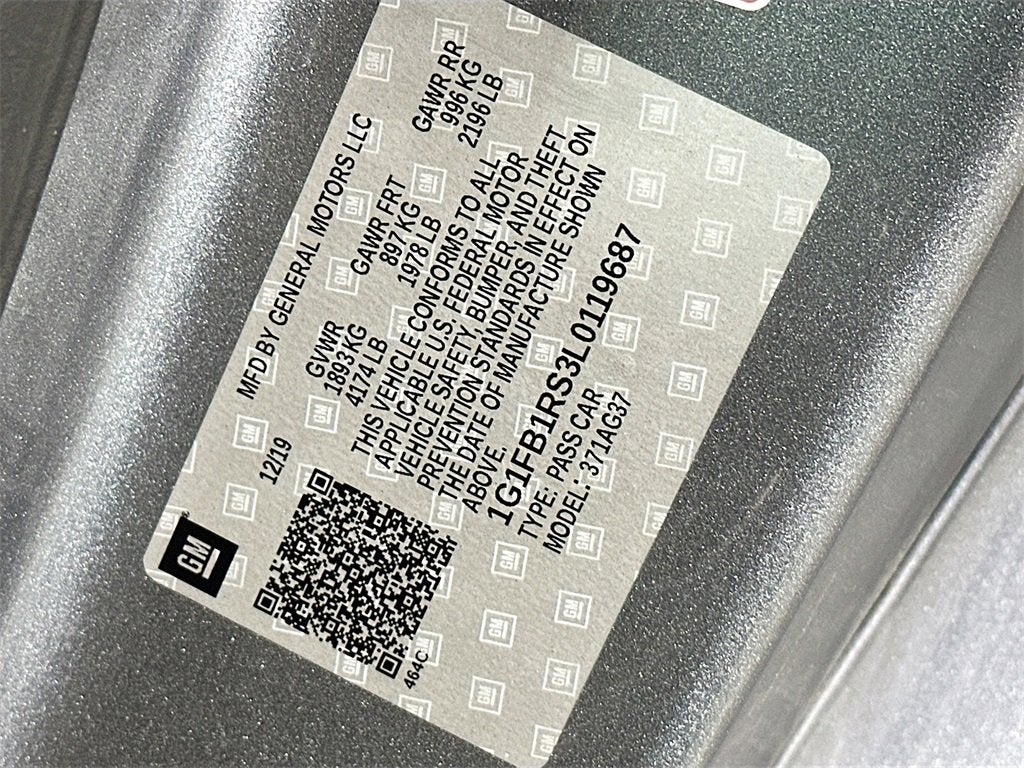 GM
12/19
MFD BY GENERAL MOTORS LLC
GVWR
1893 KG
4174 LB
GAWR FRT
897 KG
1978 LB
GAWR RR
996 KG
2196 LB
THIS VEHICLE CONFORMS TO ALL
APPLICABLE U.S. FEDERAL MOTOR
VEHICLE SAFETY, BUMPER, AND THEFT
PREVENTION STANDARDS IN EFFECT ON
THE DATE OF MANUFACTURE SHOWN
ABOVE.
1G1FB1RS3L0119687
TYPE: PASS CAR
MODEL: 371AG37
464C